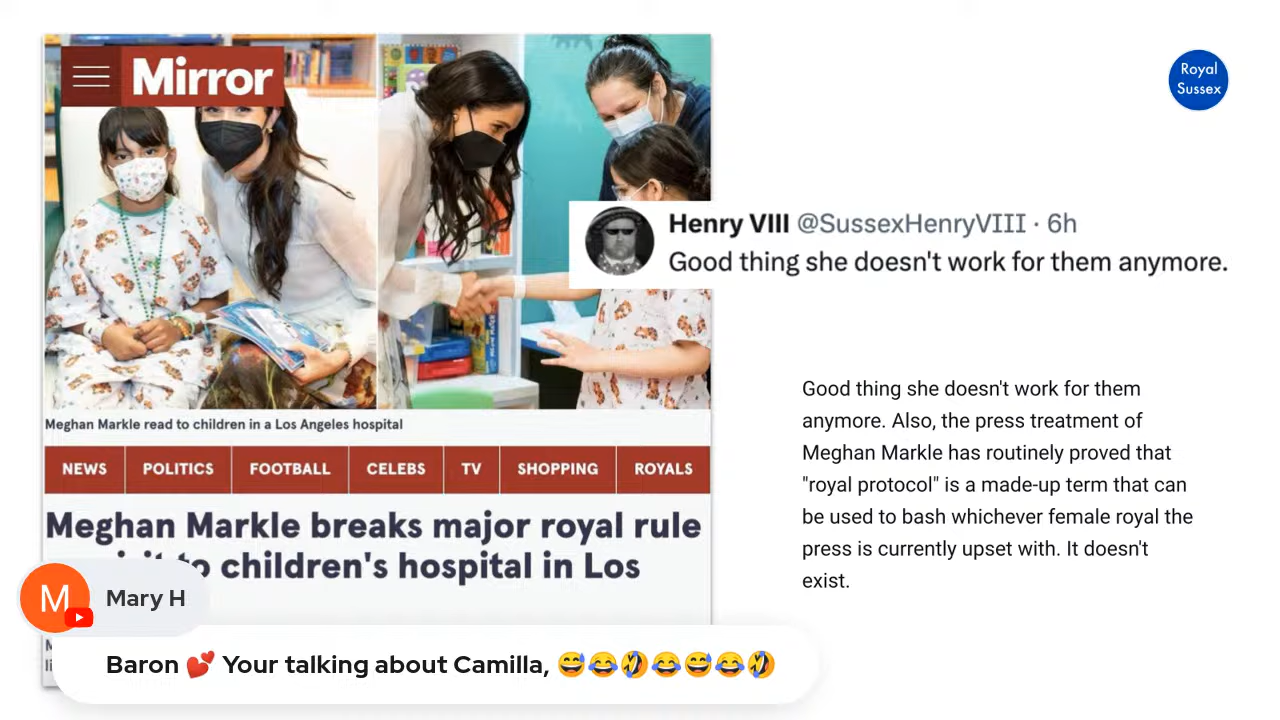 Mirror
Royal
Sussex
Henry VIII @SussexHenryVIII · 6h
Good thing she doesn't work for them anymore.
Meghan Markle read to children in a Los Angeles hospital
NEWS POLITICS FOOTBALL CELEBS TV SHOPPING ROYALS
Meghan Markle breaks major royal rule
to children's hospital in Los
Good thing she doesn't work for them
anymore. Also, the press treatment of
Meghan Markle has routinely proved that
"royal protocol" is a made-up term that can
be used to bash whichever female royal the
press is currently upset with. It doesn't
exist.
M
Mary H
Baron 💕 Your talking about Camilla, 😅😂🤣😂😅😂🤣